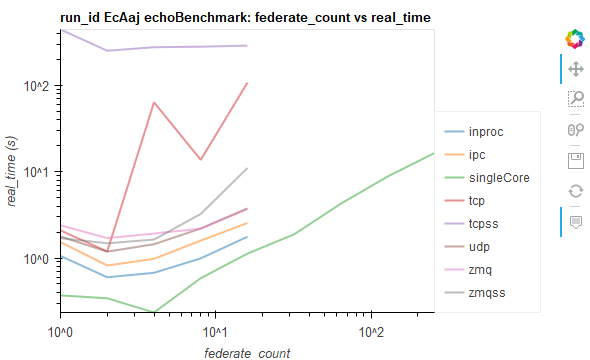 run_id EcAaj echoBenchmark: federate_count vs real_time
real_time (s)
10^2
10^1
10^0
10^0
10^1
10^2
federate_count
inproc
ipc
singleCore
tcp
tcpss
udp
zmq
zmqss